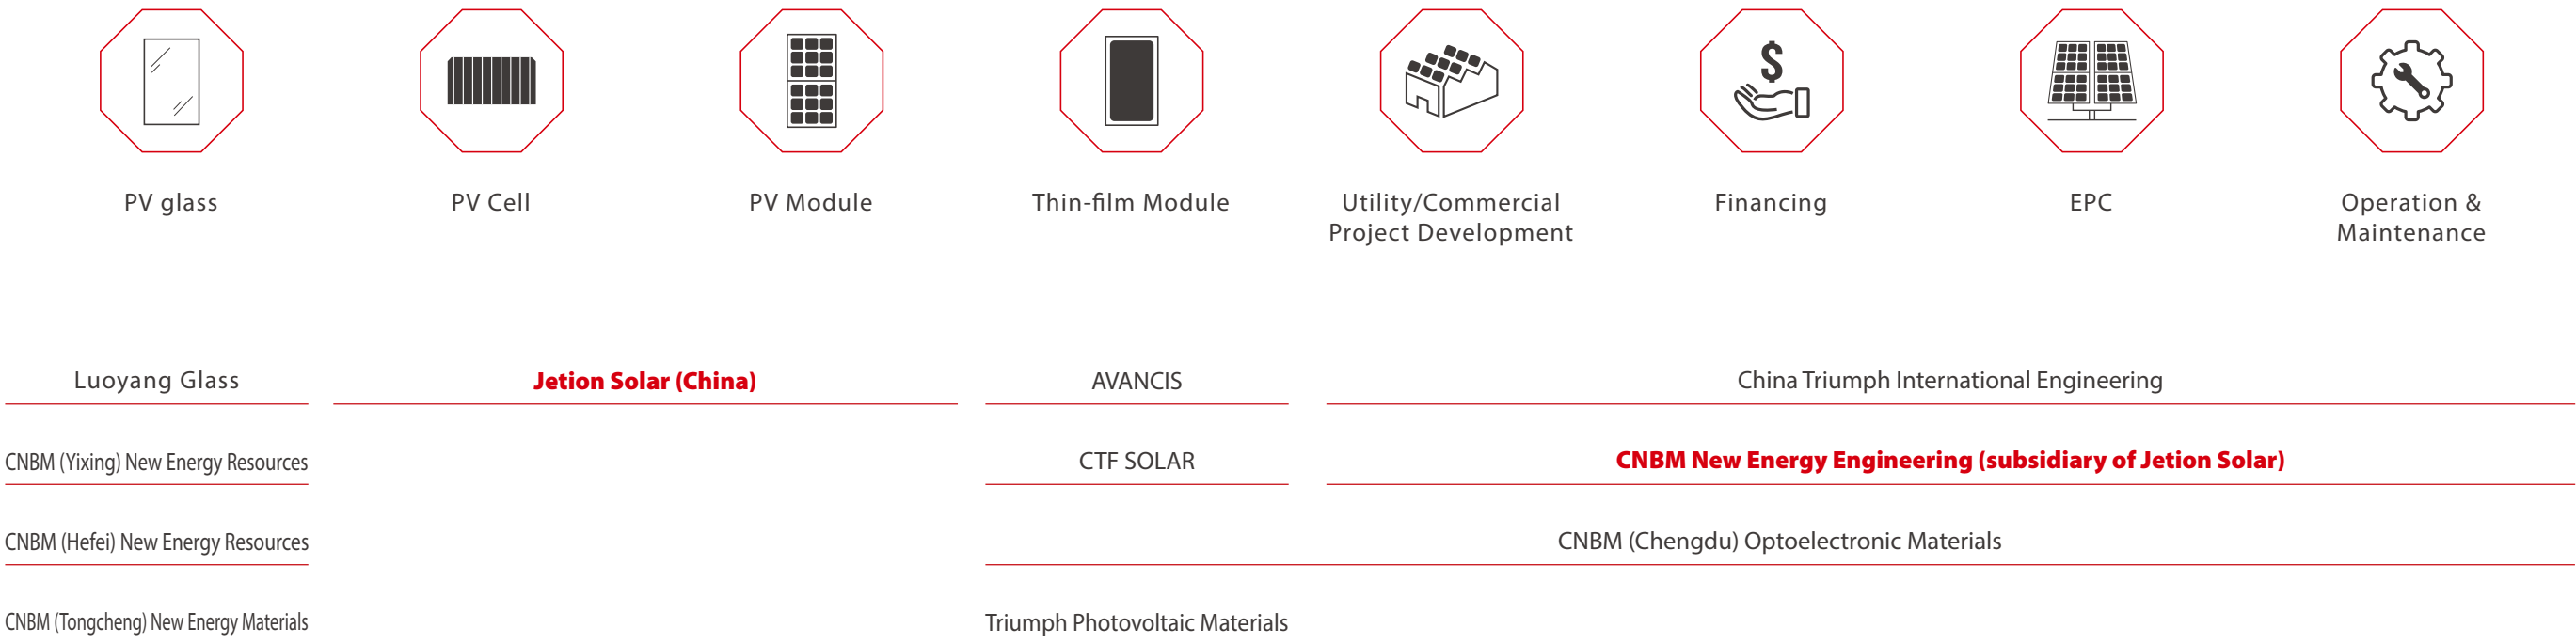 $
PV glass
PV Cell
PV Module
Thin-film Module
Utility/Commercial
Project Development
Financing
EPC
Operation &
Maintenance
Luoyang Glass
Jetion Solar (China)
AVANCIS
China Triumph International Engineering
CNBM (Yixing) New Energy Resources
CTF SOLAR
CNBM New Energy Engineering (subsidiary of Jetion Solar)
CNBM (Hefei) New Energy Resources
CNBM (Chengdu) Optoelectronic Materials
CNBM (Tongcheng) New Energy Materials
Triumph Photovoltaic Materials